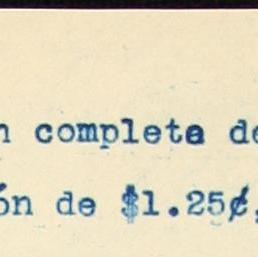 n completa de
ón de $1.25¢,